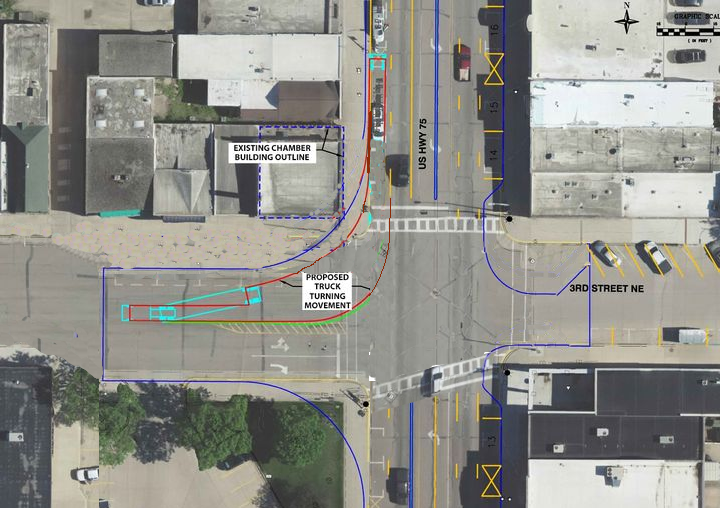 N
GRAPHIC SCAL
( IN FEET )
16
15
14
US HWY 75
EXISTING CHAMBER
BUILDING OUTLINE
PROPOSED
TRUCK
TURNING
MOVEMENT
3RD STREET NE
13